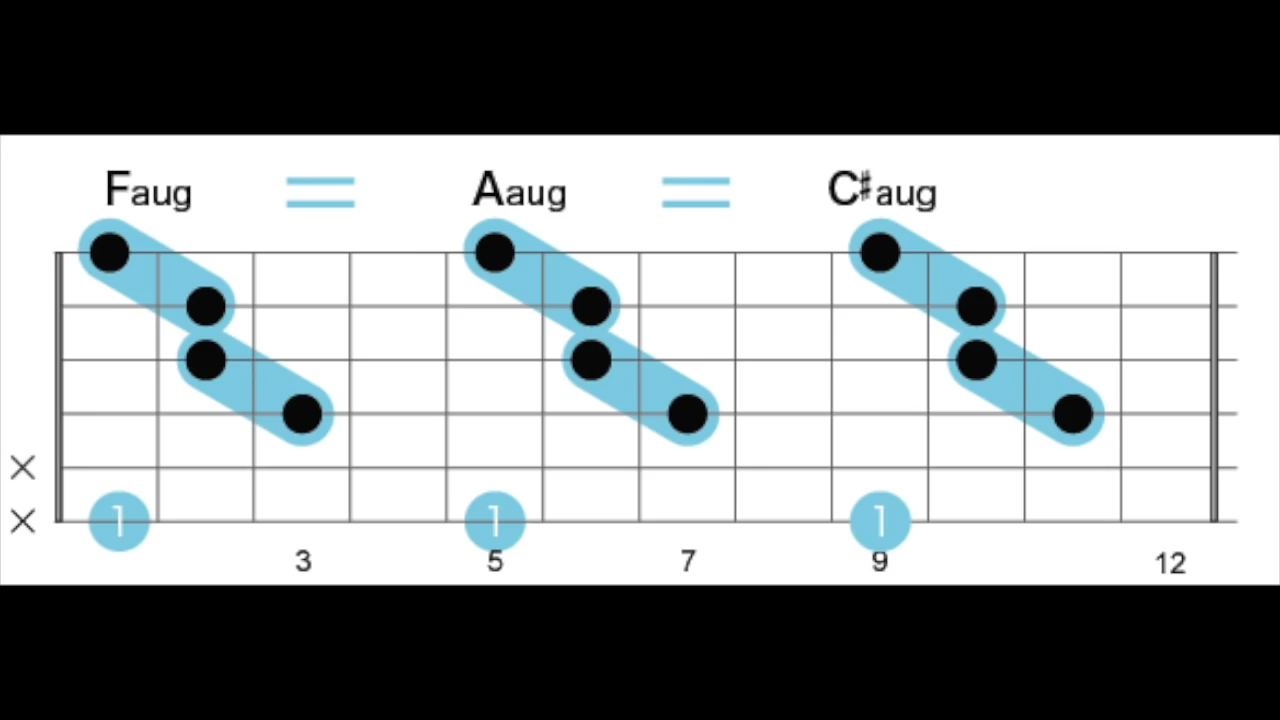 Faug = Aaug = C♯aug
×
× 1 1 1
3 5 7 9 12